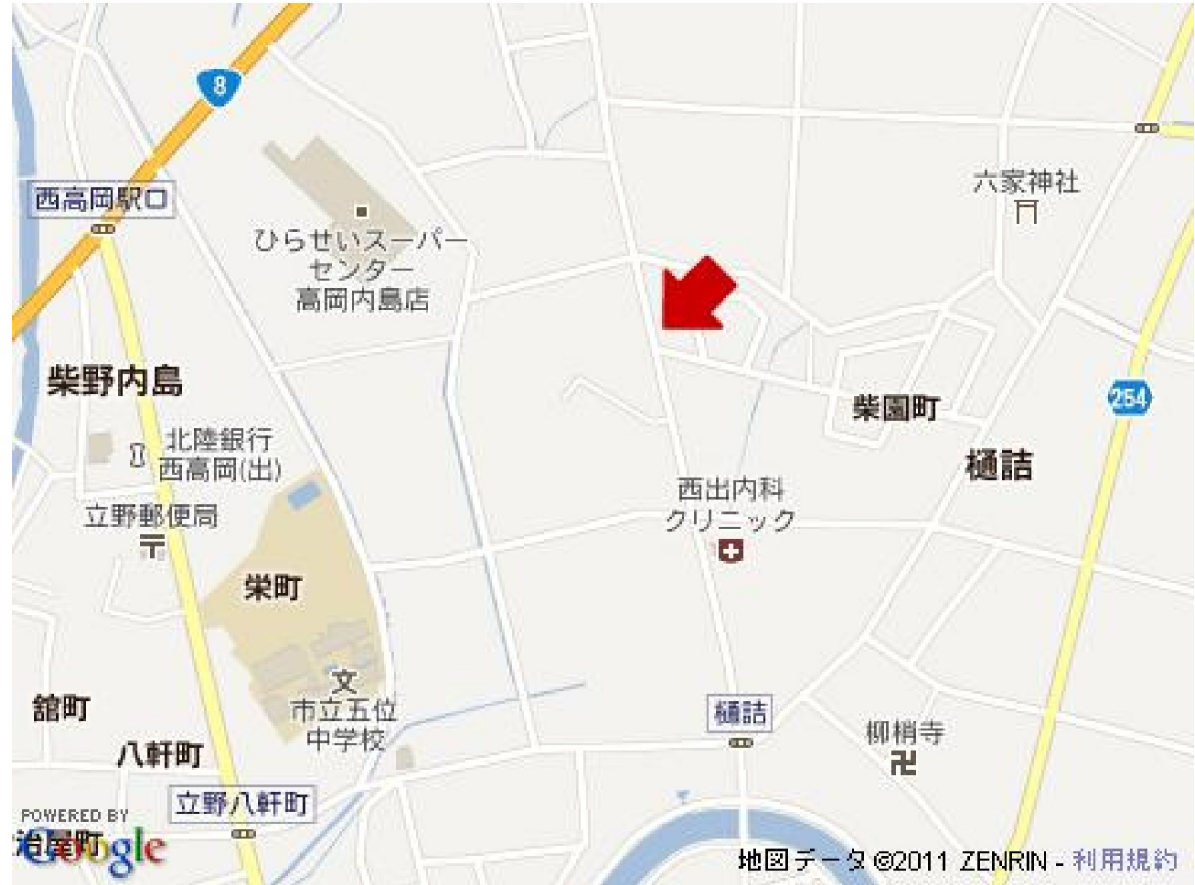 8
西高岡駅口
六家神社
ひらせいスーパー
センター
高岡内島店
柴野内島
254
柴園町
北陸銀行
西高岡(出)
樋詰
西出内科
クリニック
立野郵便局
栄町
文
市立五位
中学校
舘町
樋詰
柳梢寺
八軒町
立野八軒町
POWERED BY
Google
治屋町
地図データ ©2011 ZENRIN - 利用規約